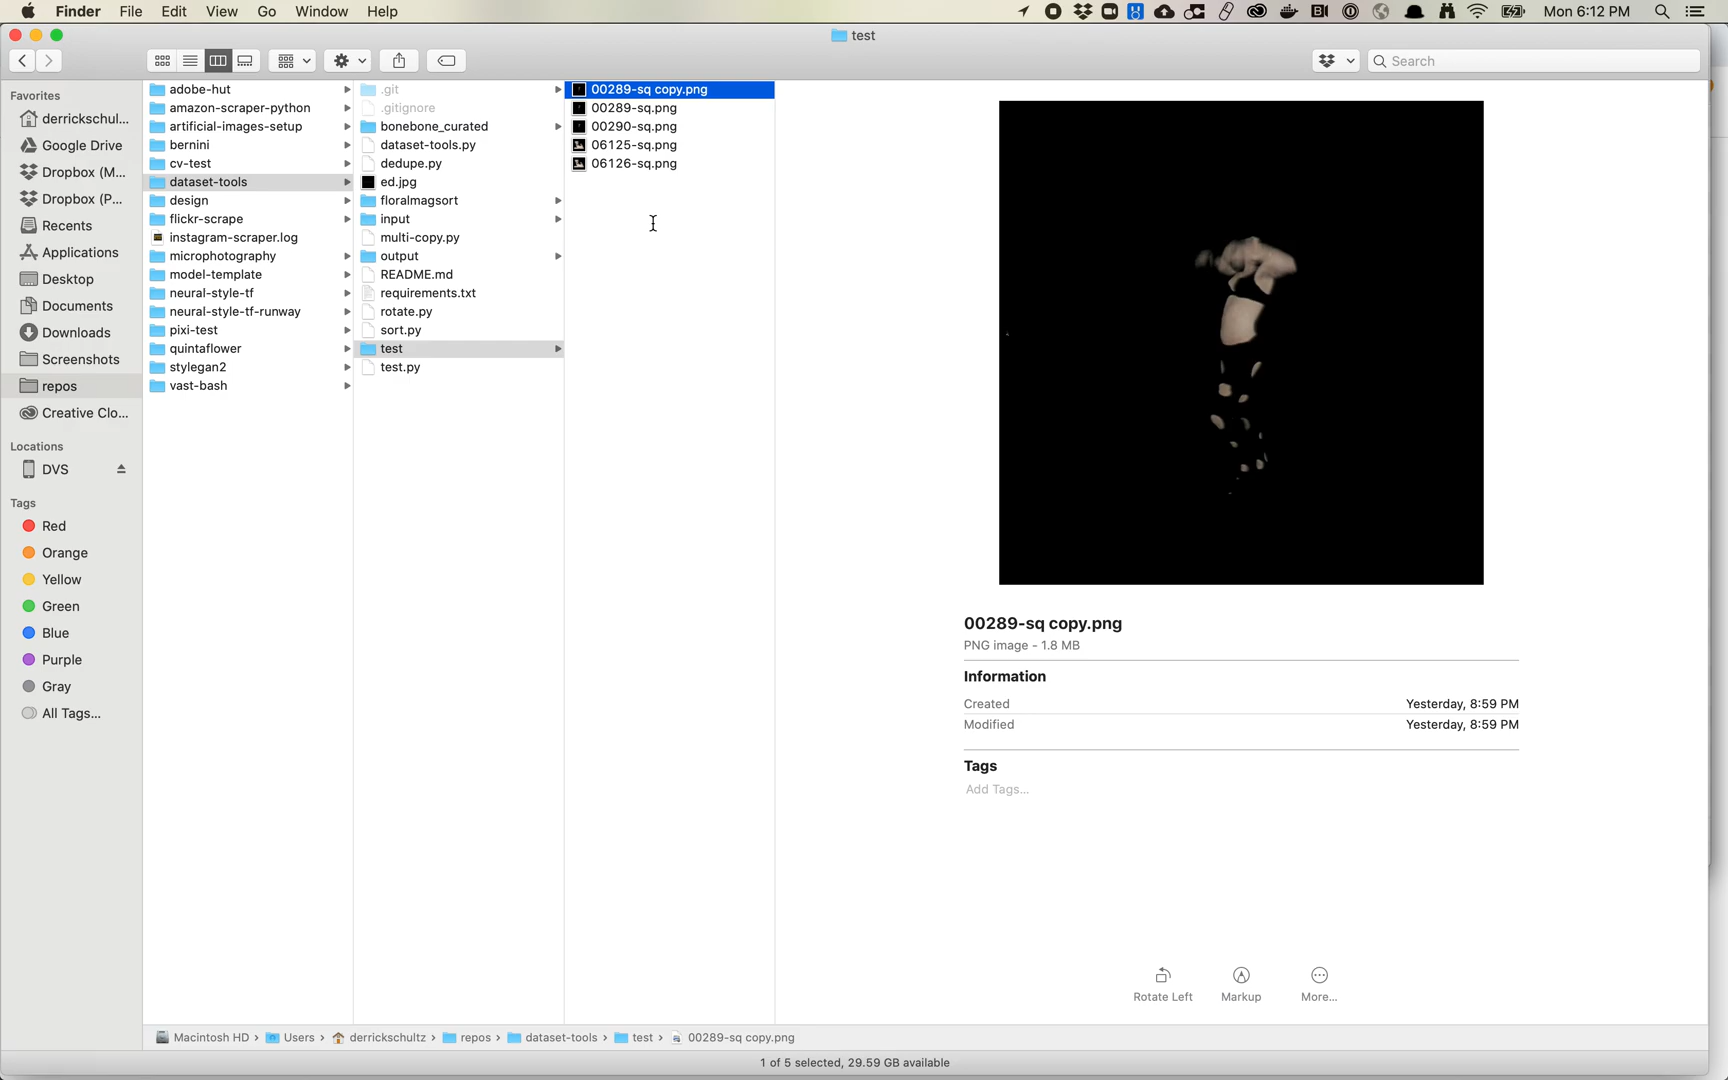 Finder File Edit View Go Window Help Mon 6:12 PM
test
Search
Favorites
derrickschul...
Google Drive
Dropbox (M...
Dropbox (P...
Recents
Applications
Desktop
Documents
Downloads
Screenshots
repos
Creative Clo...
Locations
DVS
Tags
Red
Orange
Yellow
Green
Blue
Purple
Gray
All Tags...
adobe-hut
amazon-scraper-python
artificial-images-setup
bernini
cv-test
dataset-tools
design
flickr-scrape
instagram-scraper.log
microphotography
model-template
neural-style-tf
neural-style-tf-runway
pixi-test
quintaflower
stylegan2
vast-bash
.git
.gitignore
bonebone_curated
dataset-tools.py
dedupe.py
ed.jpg
floralmagsort
input
multi-copy.py
output
README.md
requirements.txt
rotate.py
sort.py
test
test.py
00289-sq copy.png
00289-sq.png
00290-sq.png
06125-sq.png
06126-sq.png
00289-sq copy.png
PNG image - 1.8 MB
Information
Created Yesterday, 8:59 PM
Modified Yesterday, 8:59 PM
Tags
Add Tags...
Rotate Left Markup More...
Macintosh HD › Users › derrickschultz › repos › dataset-tools › test › 00289-sq copy.png
1 of 5 selected, 29.59 GB available